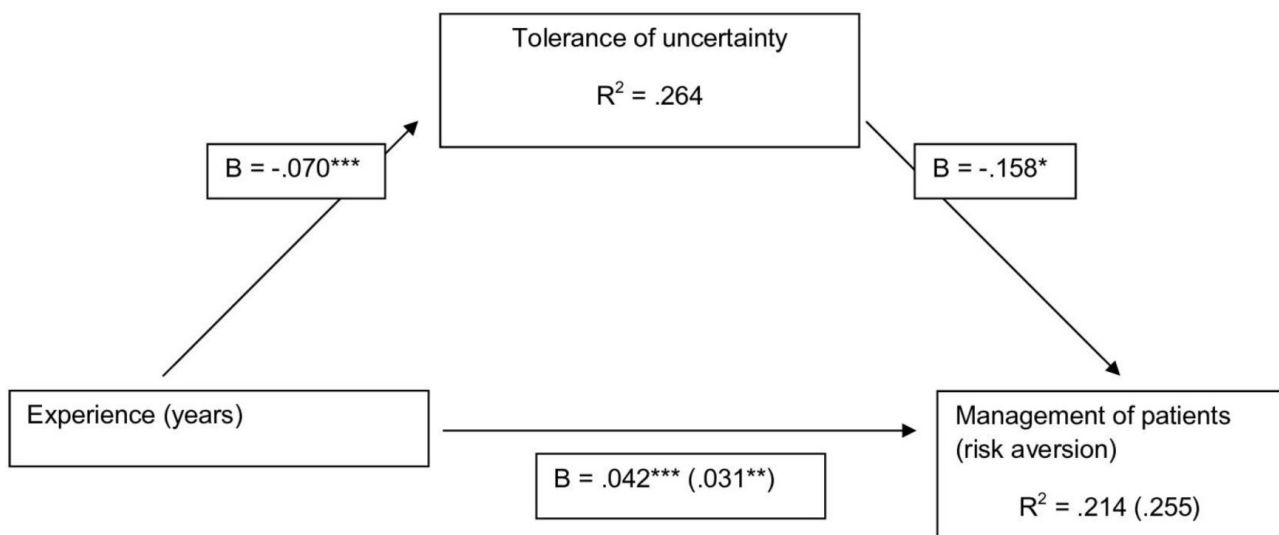 Tolerance of uncertainty
R² = .264
B = -.070***
B = -.158*
Experience (years)
B = .042*** (.031**)
Management of patients
(risk aversion)
R² = .214 (.255)